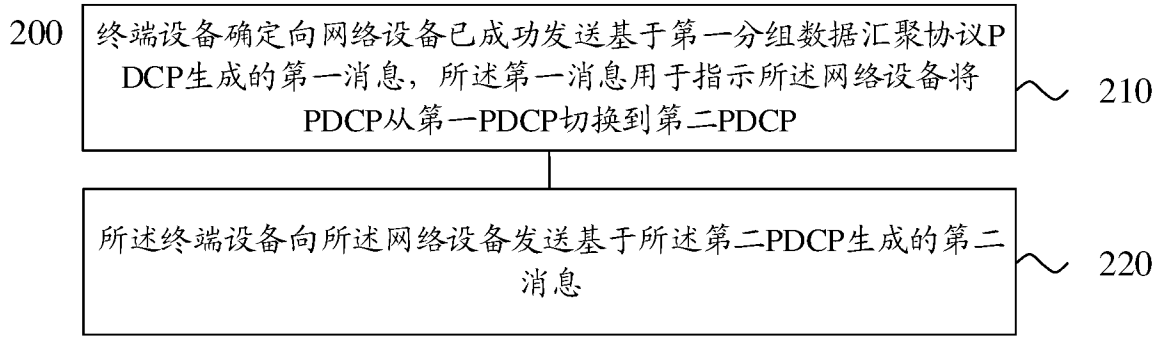 200
终端设备确定向网络设备已成功发送基于第一分组数据汇聚协议P
DCP生成的第一消息，所述第一消息用于指示所述网络设备将
PDCP从第一PDCP切换到第二PDCP
210
所述终端设备向所述网络设备发送基于所述第二PDCP生成的第二
消息
220